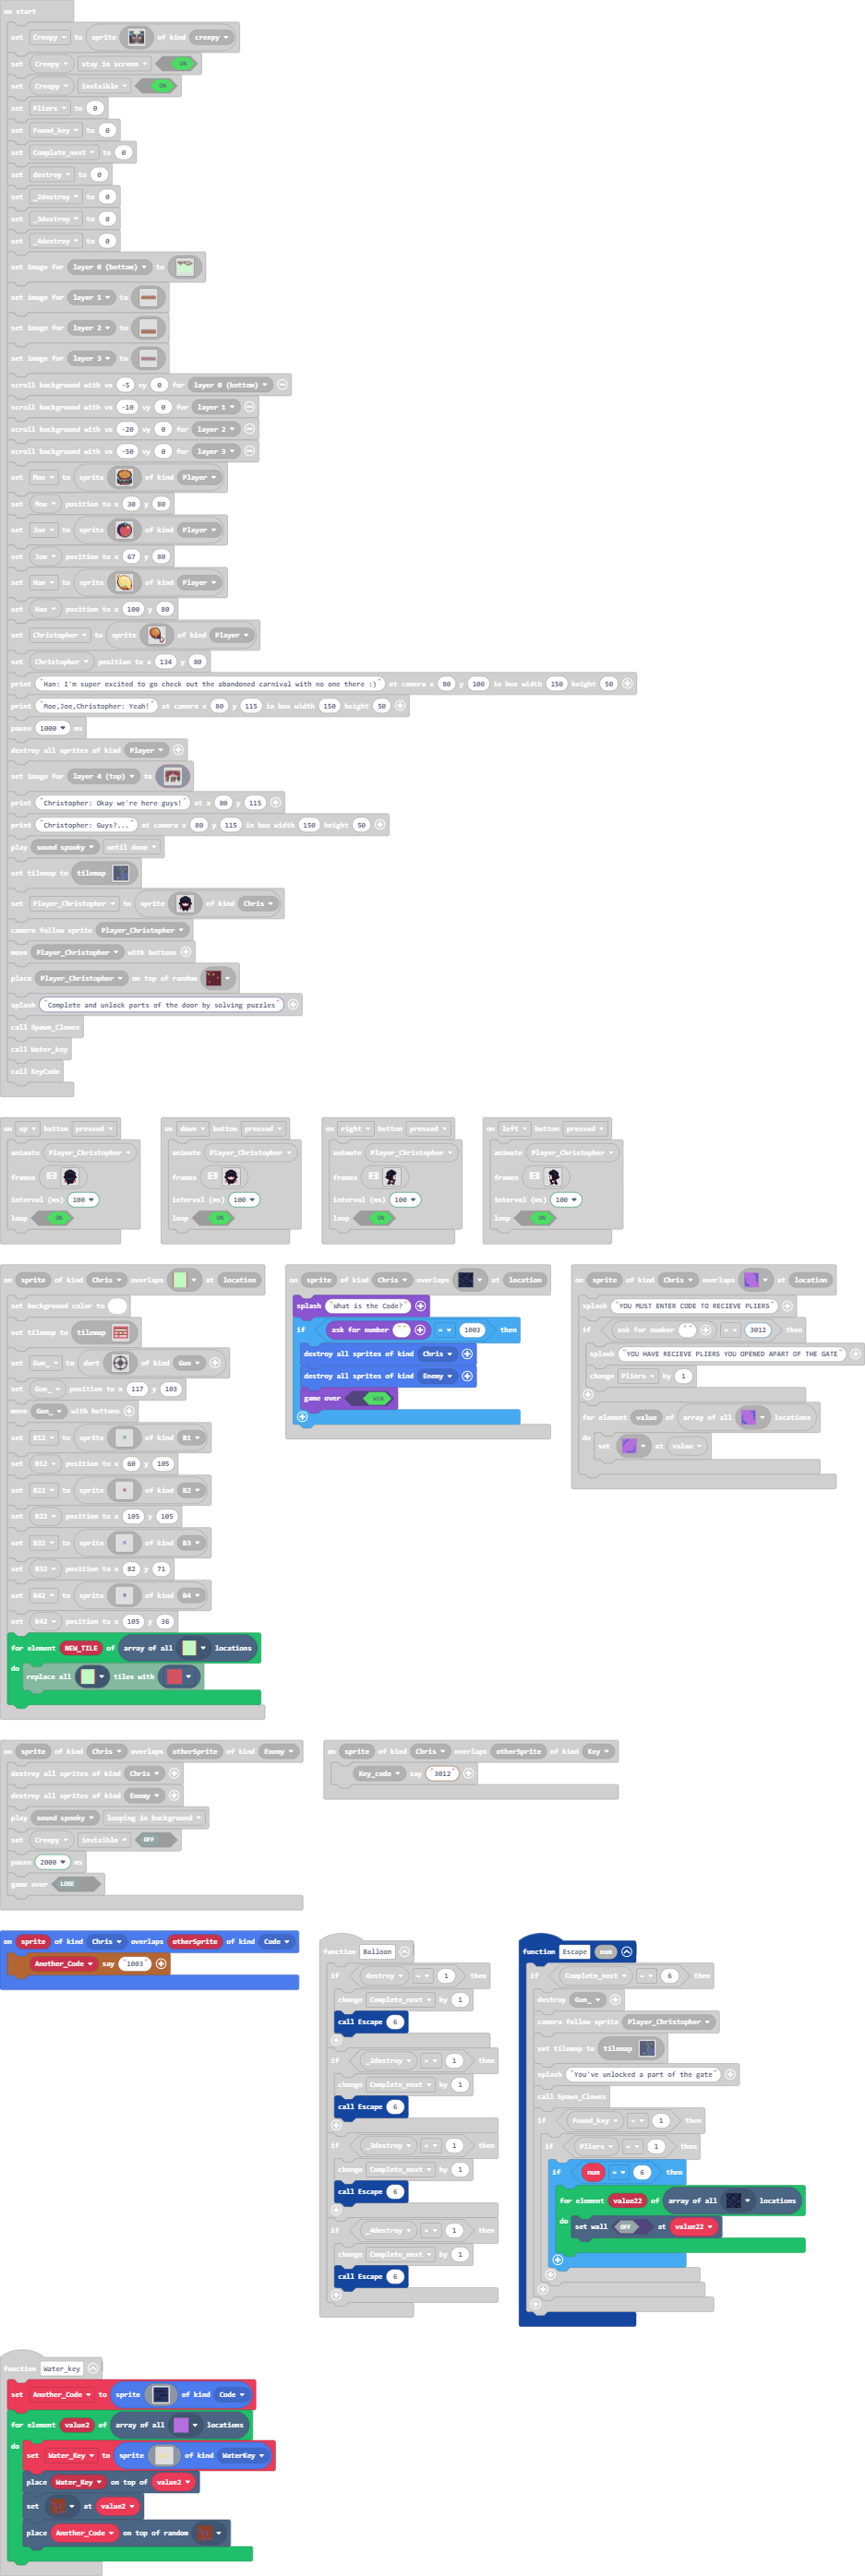 on start
set Creepy to sprite of kind creepy
set Creepy stay in screen ON
set Creepy invisible ON
set Pliers to 0
set Found_key to 0
set Complete_next to 0
set destroy to 0
set _2destroy to 0
set _3destroy to 0
set _4destroy to 0
set image for layer 0 (bottom) to
set image for layer 1 to
set image for layer 2 to
set image for layer 3 to
scroll background with vx -5 vy 0 for layer 0 (bottom)
scroll background with vx -10 vy 0 for layer 1
scroll background with vx -20 vy 0 for layer 2
scroll background with vx -50 vy 0 for layer 3
set Moe to sprite of kind Player
set Moe position to x 30 y 80
set Joe to sprite of kind Player
set Joe position to x 67 y 80
set Han to sprite of kind Player
set Han position to x 100 y 80
set Christopher to sprite of kind Player
set Christopher position to x 134 y 80
print "Han: I'm super excited to go check out the abandoned carnival with no one there :)" at camera x 80 y 100 in box width 150 height 50
print "Moe,Joe,Christopher: Yeah!" at camera x 80 y 115 in box width 150 height 50
pause 1000 ms
destroy all sprites of kind Player
set image for layer 4 (top) to
print "Christopher: Okay we're here guys!" at x 80 y 115
print "Christopher: Guys?..." at camera x 80 y 115 in box width 150 height 50
play sound spooky until done
set tilemap to tilemap
set Player_Christopher to sprite of kind Chris
camera follow sprite Player_Christopher
move Player_Christopher with buttons
place Player_Christopher on top of random
splash "Complete and unlock parts of the door by solving puzzles"
call Spawn_Clownz
call Water_key
call KeyCode
on up button pressed
animate Player_Christopher
frames
interval (ms) 100
loop ON
on down button pressed
animate Player_Christopher
frames
interval (ms) 100
loop ON
on right button pressed
animate Player_Christopher
frames
interval (ms) 100
loop ON
on left button pressed
animate Player_Christopher
frames
interval (ms) 100
loop ON
on sprite of kind Chris overlaps at location
set background color to
set tilemap to tilemap
set Gun_ to dart of kind Gun
set Gun_ position to x 117 y 103
move Gun_ with buttons
set B12 to sprite of kind B1
set B12 position to x 60 y 105
set B22 to sprite of kind B2
set B22 position to x 105 y 105
set B32 to sprite of kind B3
set B32 position to x 82 y 71
set B42 to sprite of kind B4
set B42 position to x 105 y 36
for element NEW_TILE of array of all locations
do
replace all tiles with
on sprite of kind Chris overlaps at location
splash "What is the Code?"
if ask for number " " = 1003 then
destroy all sprites of kind Chris
destroy all sprites of kind Enemy
game over WIN
on sprite of kind Chris overlaps at location
splash "YOU MUST ENTER CODE TO RECIEVE PLIERS"
if ask for number " " = 3012 then
splash "YOU HAVE RECIEVE PLIERS YOU OPENED APART OF THE GATE"
change Pliers by 1
for element value of array of all locations
do
set at value
on sprite of kind Chris overlaps otherSprite of kind Enemy
destroy all sprites of kind Chris
destroy all sprites of kind Enemy
play sound spooky looping in background
set Creepy invisible OFF
pause 2000 ms
game over LOSE
on sprite of kind Chris overlaps otherSprite of kind Key
Key_code say "3012"
on sprite of kind Chris overlaps otherSprite of kind Code
Another_Code say "1003"
function Balloon
if destroy = 1 then
change Complete_next by 1
call Escape 6
if _2destroy = 1 then
change Complete_next by 1
call Escape 6
if _3destroy = 1 then
change Complete_next by 1
call Escape 6
if _4destroy = 1 then
change Complete_next by 1
call Escape 6
function Escape num
if Complete_next = 6 then
destroy Gun_
camera follow sprite Player_Christopher
set tilemap to tilemap
splash "You've unlocked a part of the gate"
call Spawn_Clownz
if Found_key = 1 then
if Pliers = 1 then
if num = 6 then
for element value22 of array of all locations
do
set wall OFF at value22
function Water_key
set Another_Code to sprite of kind Code
for element value2 of array of all locations
do
set Water_Key to sprite of kind WaterKey
place Water_Key on top of value2
set at value2
place Another_Code on top of random